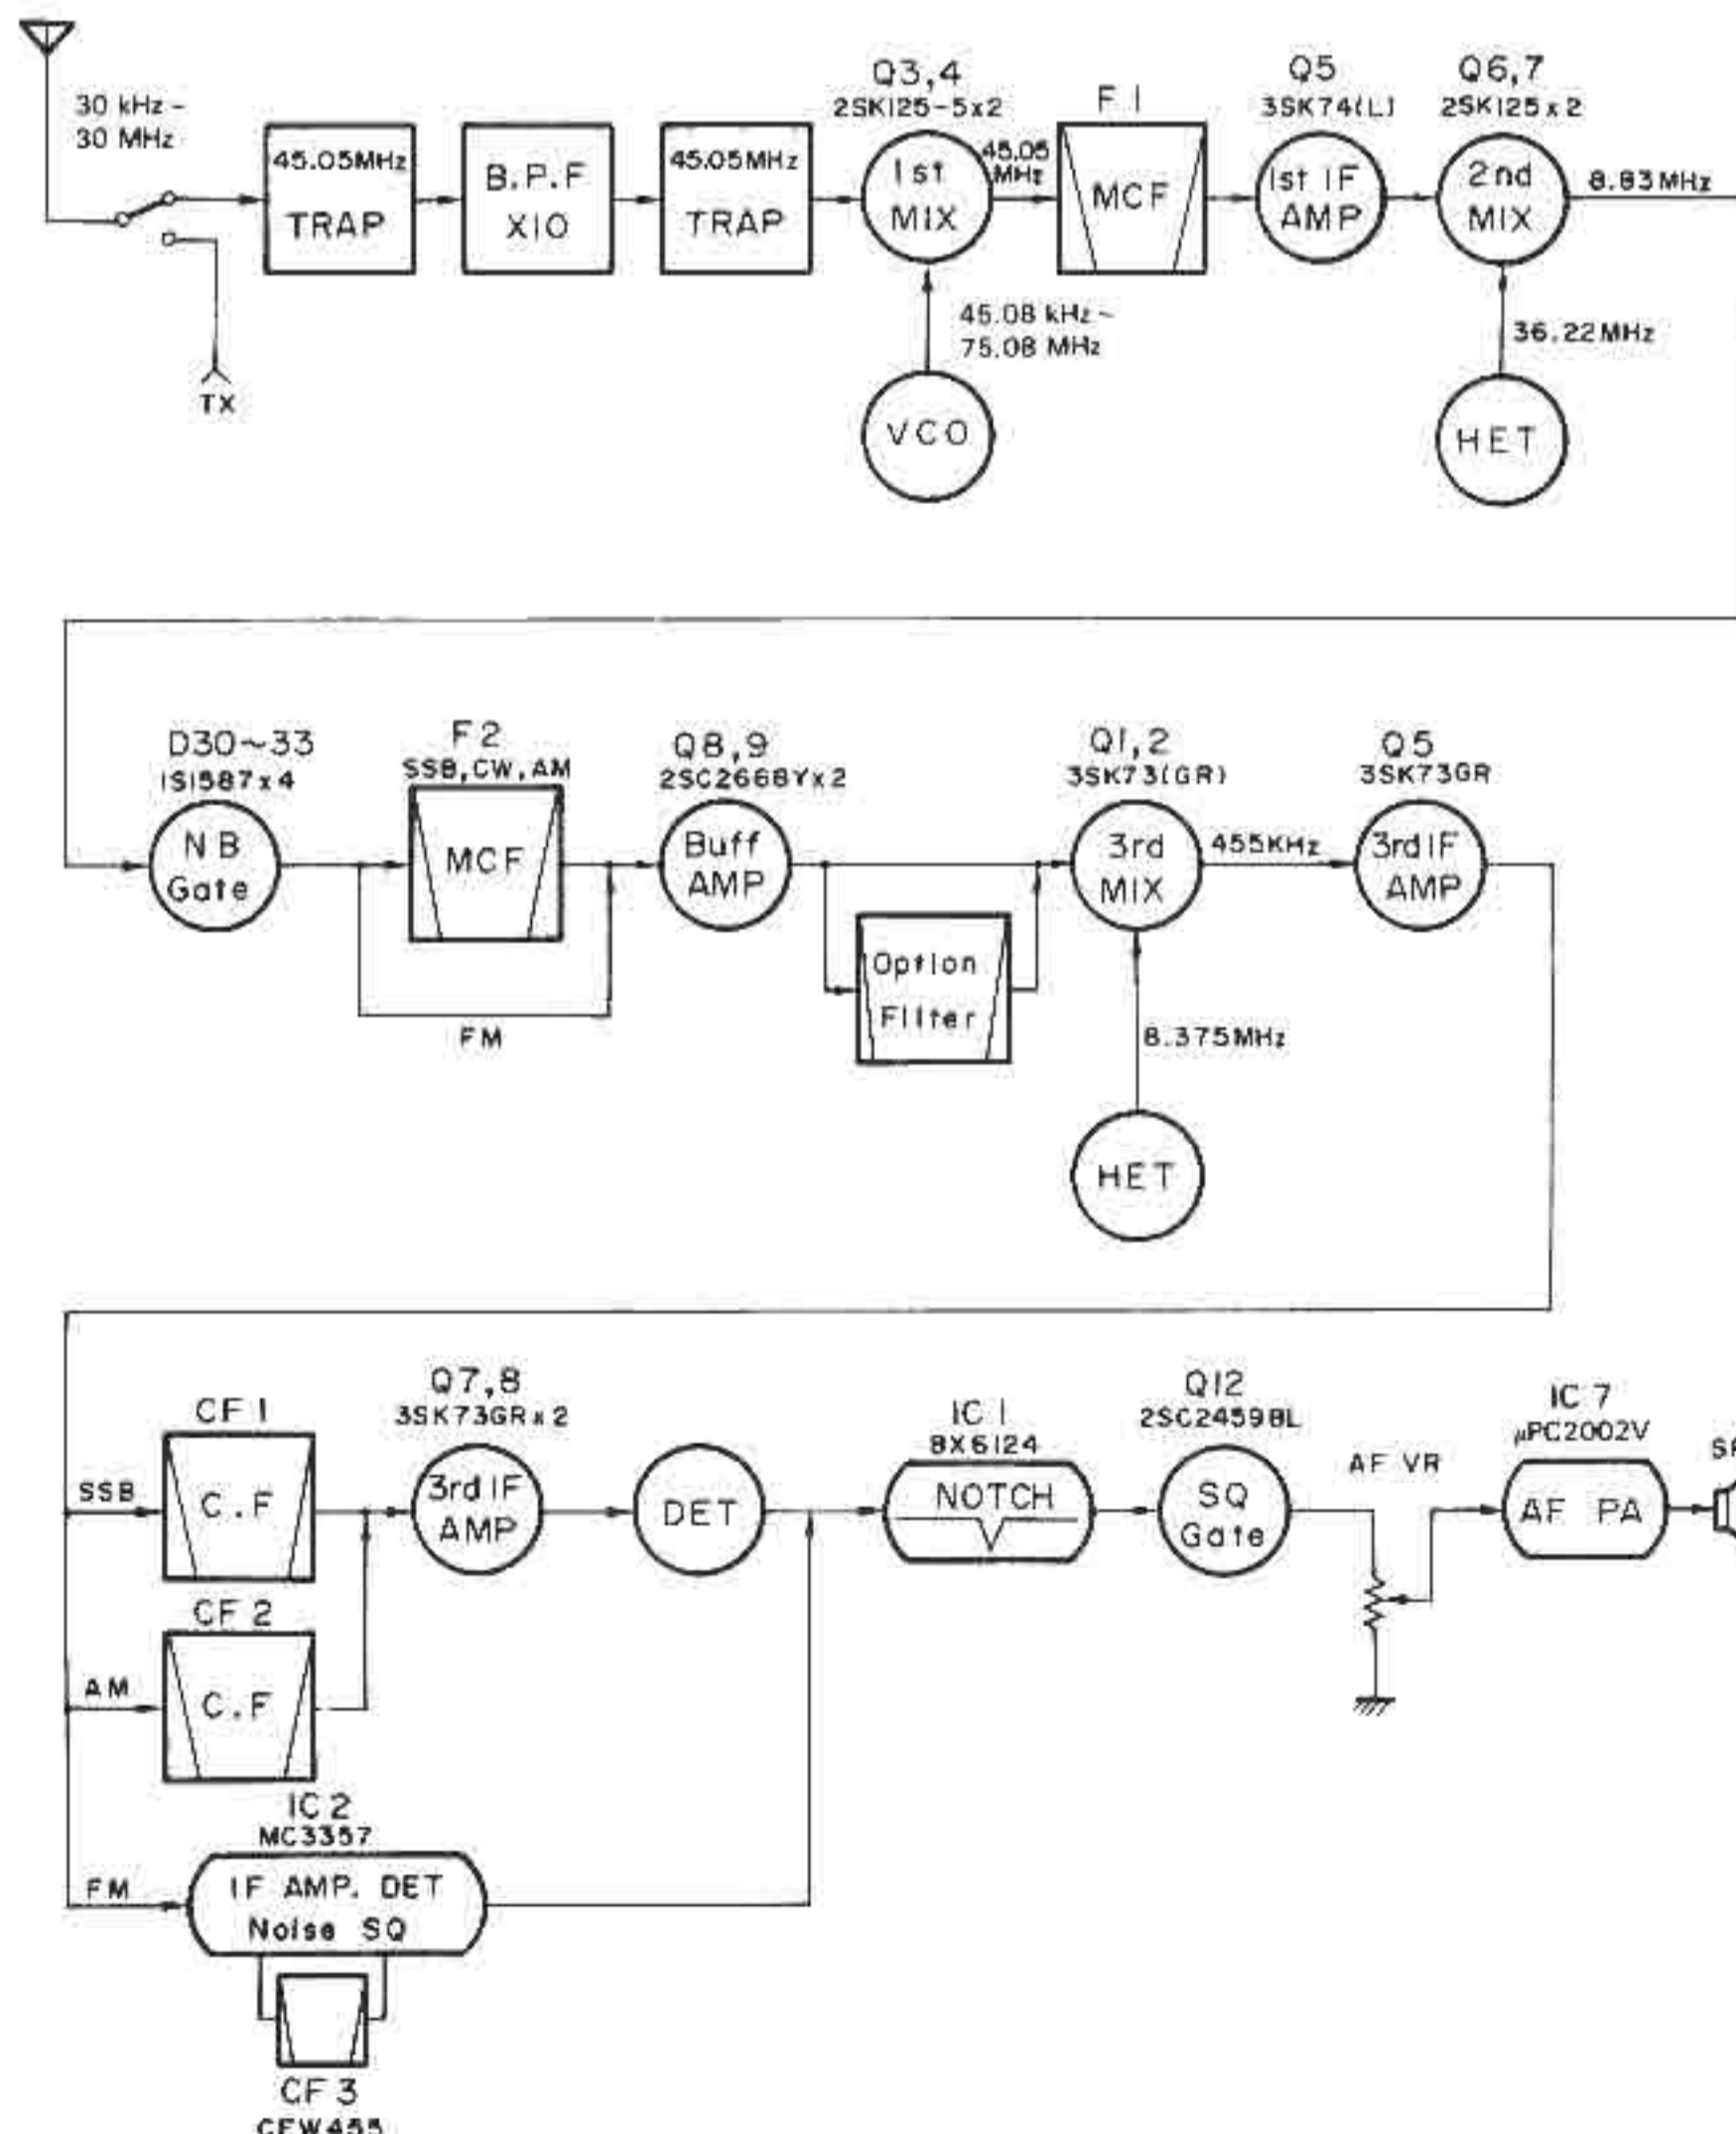 30 kHz ~
30 MHz
45.05MHz
TRAP
B.P.F
X10
45.05MHz
TRAP
Q3,4
2SK125-5x2
1st
MIX
45.05
MHz
F1
MCF
Q5
3SK74(L)
1st IF
AMP
Q6,7
2SK125x2
2nd
MIX
8.83MHz
TX
45.08 kHz ~
75.08 MHz
VCO
36.22MHz
HET
D30~33
1S1587x4
NB
Gate
F2
SSB,CW,AM
MCF
FM
Q8,9
2SC2668Yx2
Buff
AMP
Option
Filter
Q1,2
3SK73(GR)
3rd
MIX
455KHz
Q5
3SK73GR
3rd IF
AMP
8.375MHz
HET
SSB
CF1
C.F
Q7,8
3SK73GRx2
3rd IF
AMP
DET
IC1
BX6124
NOTCH
Q12
2SC2459BL
SQ
Gate
AF VR
IC7
µPC2002V
AF PA
AM
CF2
C.F
FM
IC2
MC3357
IF AMP. DET
Noise SQ
CF3
CFW455